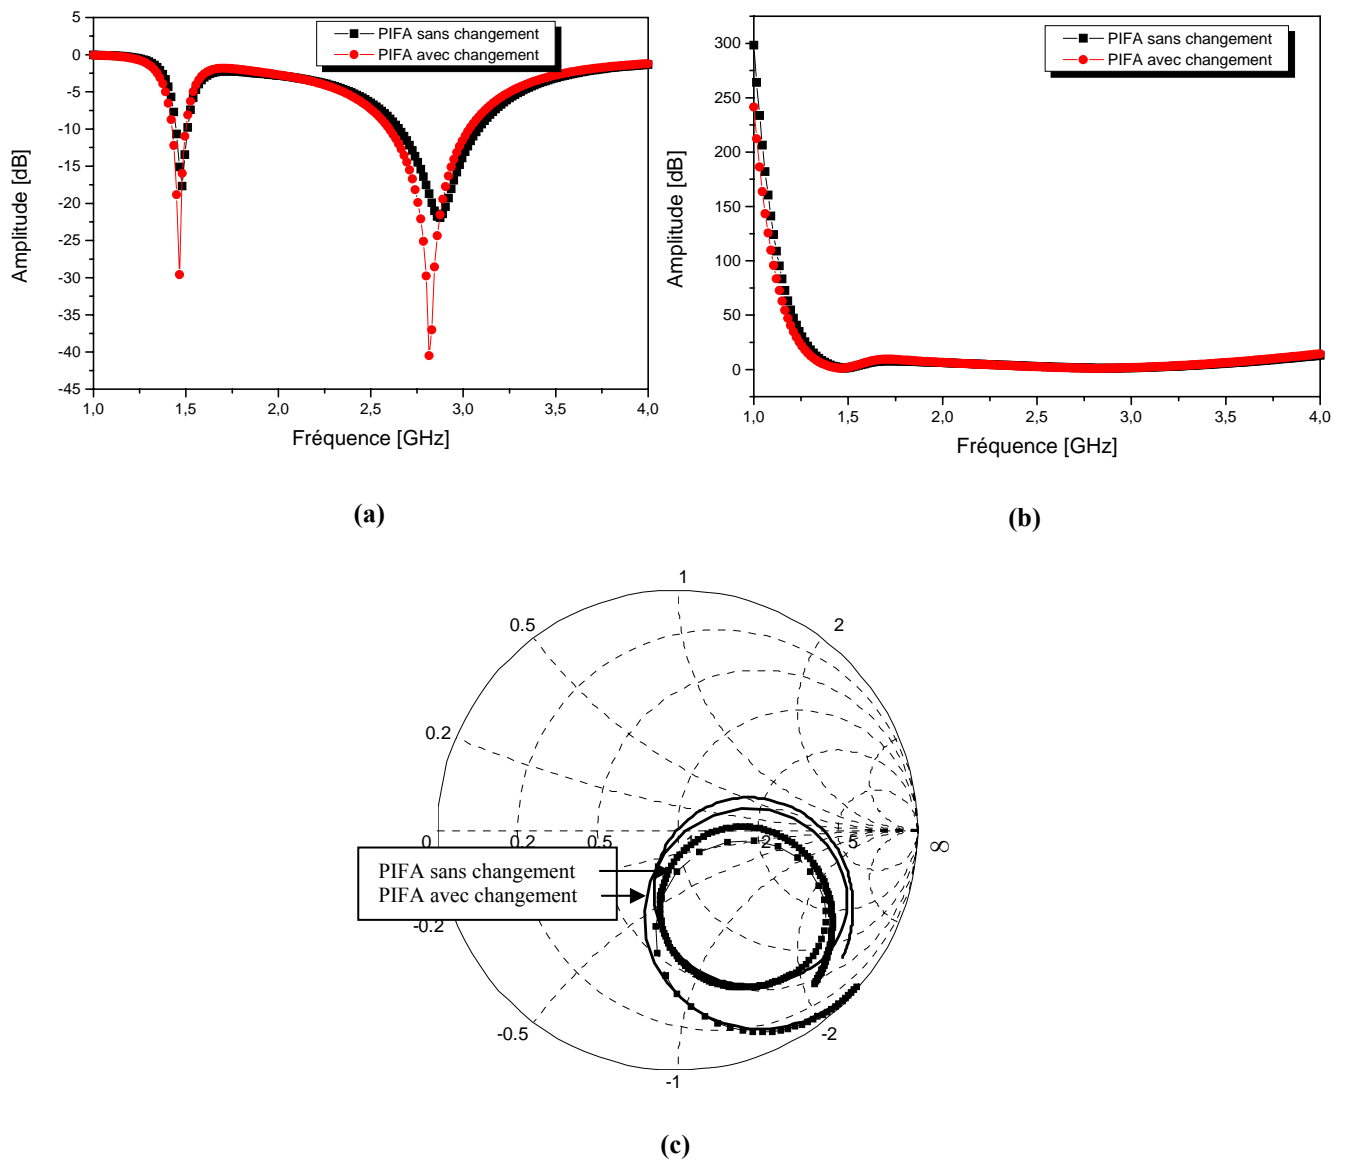 5
0
-5
-10
-15
-20
-25
-30
-35
-40
-45
1,0 1,5 2,0 2,5 3,0 3,5 4,0
Amplitude [dB]
Fréquence [GHz]
PIFA sans changement
PIFA avec changement
(a)
300
250
200
150
100
50
0
1,0 1,5 2,0 2,5 3,0 3,5 4,0
Amplitude [dB]
Fréquence [GHz]
PIFA sans changement
PIFA avec changement
(b)
1
0.5 2
0.2
0 0.2 0.5 1 2 5 ∞
PIFA sans changement
PIFA avec changement
-0.2
-0.5 -2
-1
(c)